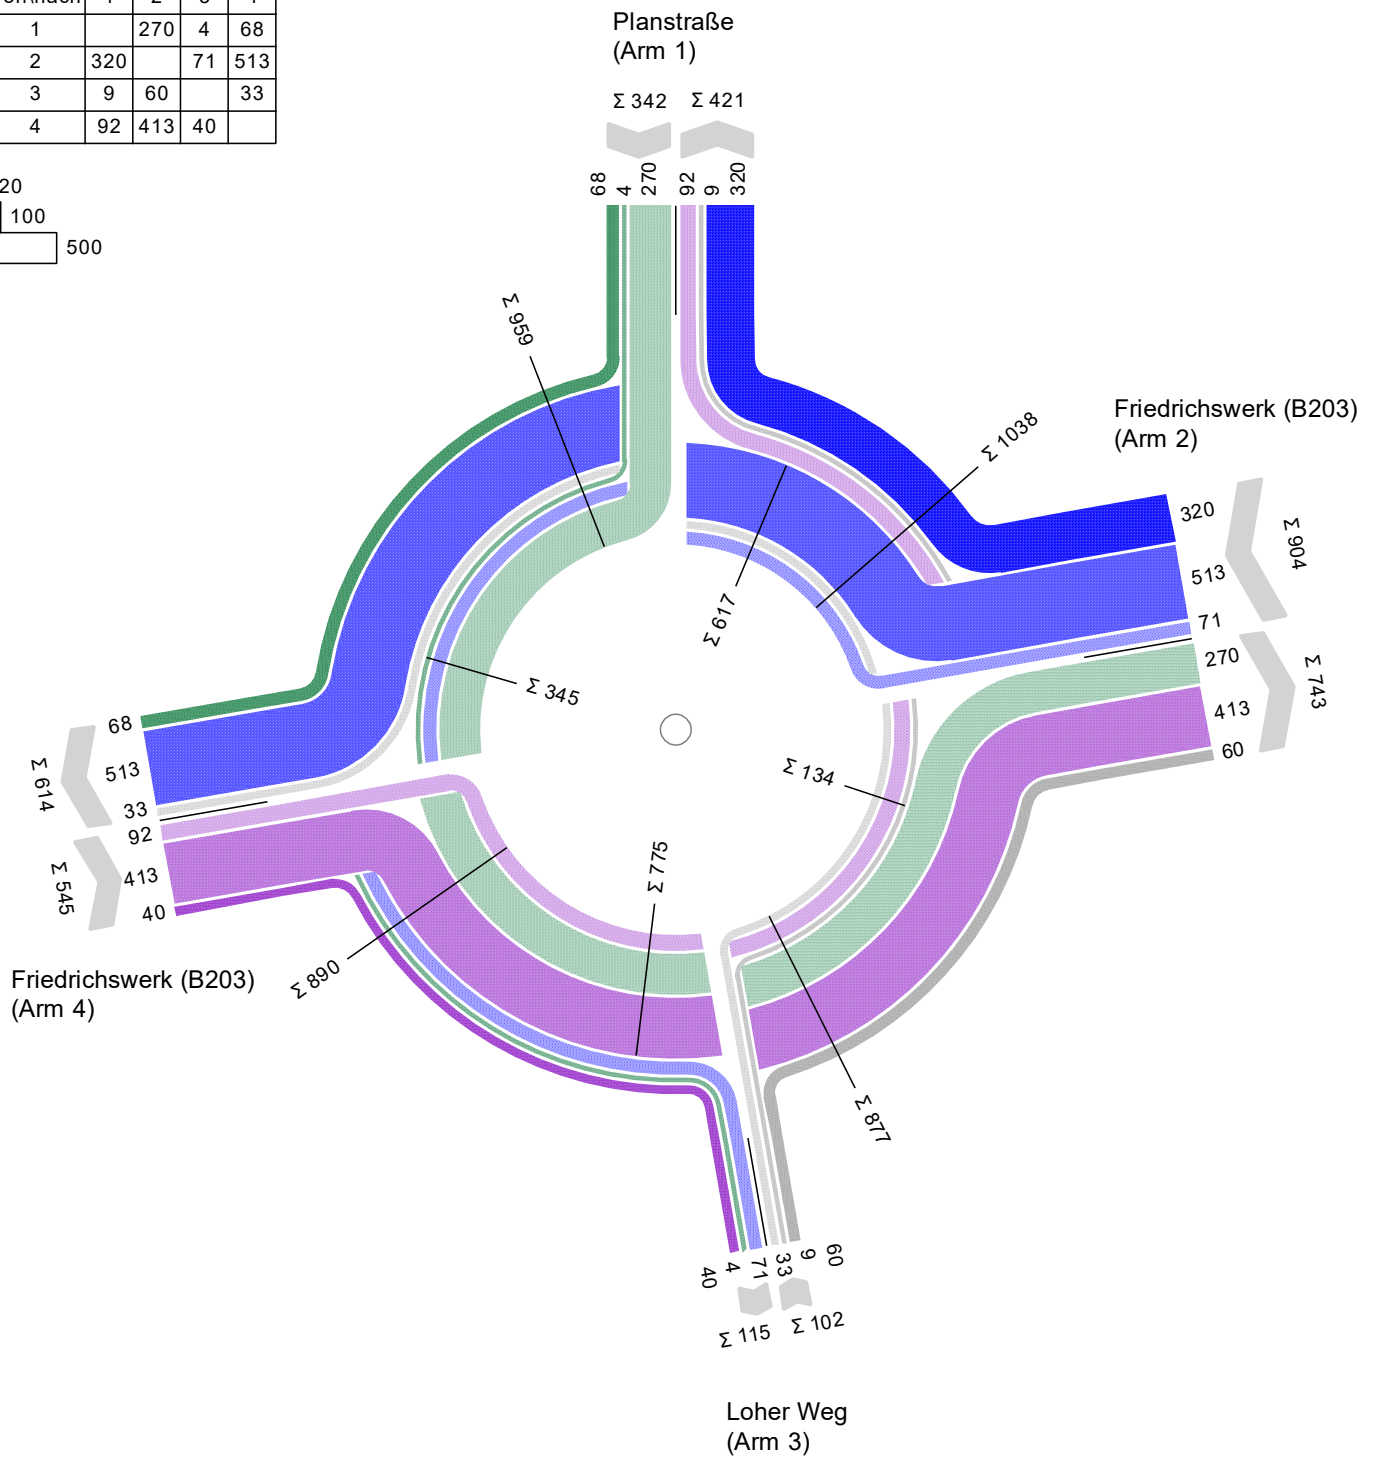 1 270 4 68
2 320 71 513
3 9 60 33
4 92 413 40
20
100
500
Planstraße
(Arm 1)
Σ 342 Σ 421
68 4 270 92 9 320
Σ 959
Σ 1038
Friedrichswerk (B203)
(Arm 2)
320
513
71
Σ 904
270
413
60
Σ 743
Σ 617
Σ 345
Σ 134
68
513
33
Σ 614
92
413
40
Σ 545
Σ 775
Σ 890
Friedrichswerk (B203)
(Arm 4)
Σ 877
40 4 71 33 9 60
Σ 115 Σ 102
Loher Weg
(Arm 3)